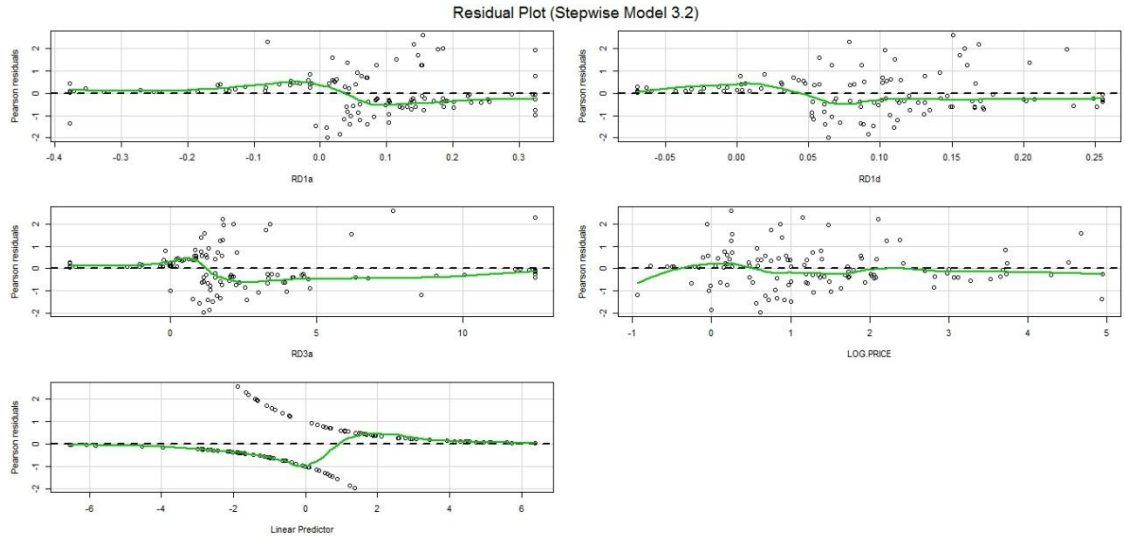 Residual Plot (Stepwise Model 3.2)
Pearson residuals
2
1
0
-1
-2
-0.4 -0.3 -0.2 -0.1 0.0 0.1 0.2 0.3
RD1a
Pearson residuals
2
1
0
-1
-2
-0.05 0.00 0.05 0.10 0.15 0.20 0.25
RD1d
Pearson residuals
2
1
0
-1
-2
0 5 10
RD3a
Pearson residuals
2
1
0
-1
-2
-1 0 1 2 3 4 5
LOG.PRICE
Pearson residuals
2
1
0
-1
-2
-6 -4 -2 0 2 4 6
Linear Predictor